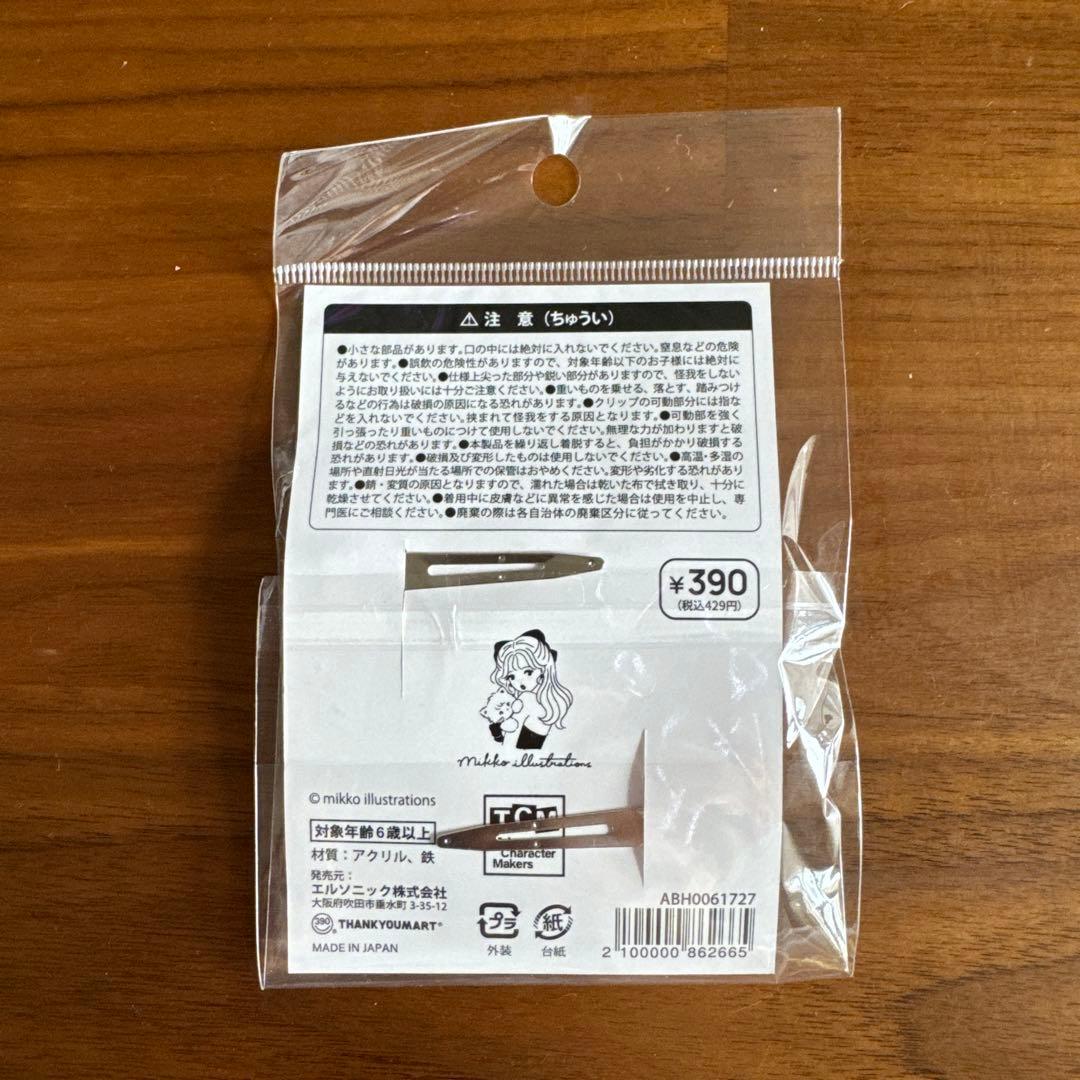 ⚠注 意（ちゅうい）
●小さな部品があります。口の中には絶対に入れないでください。窒息などの危険
があります。●誤飲の危険性がありますので、対象年齢以下のお子様には絶対に
与えないでください。●仕様上尖った部分や鋭い部分がありますので、怪我をしない
ようにお取り扱いには十分ご注意ください。●重いものを乗せる、落とす、踏みつけ
るなどの行為は破損の原因になる恐れがあります。●クリップの可動部分には指な
どを入れないでください。挟まれて怪我をする原因となります。●可動部を強く
引っ張ったり重いものにつけて使用しないでください。無理な力が加わりますと破
損などの恐れがあります。●本製品を繰り返し着脱すると、負担がかかり破損する
恐れがあります。●破損及び変形したものは使用しないでください。●高温・多湿の
場所や直射日光が当たる場所での保管はおやめください。変形や劣化する恐れがあり
ます。●錆・変質の原因となりますので、濡れた場合は乾いた布で拭き取り、十分に
乾燥させてください。●着用中に皮膚などに異常を感じた場合は使用を中止し、専
門医にご相談ください。●廃棄の際は各自治体の廃棄区分に従ってください。
¥390
（税込429円）
mikko illustrations
© mikko illustrations
対象年齢6歳以上
材質：アクリル、鉄
発売元：
エルソニック株式会社
大阪府吹田市垂水町 3-35-12
390 THANKYOUMART®
MADE IN JAPAN
TCM
Character
Makers
プラ
外装
紙
台紙
ABH0061727
2 100000 862665